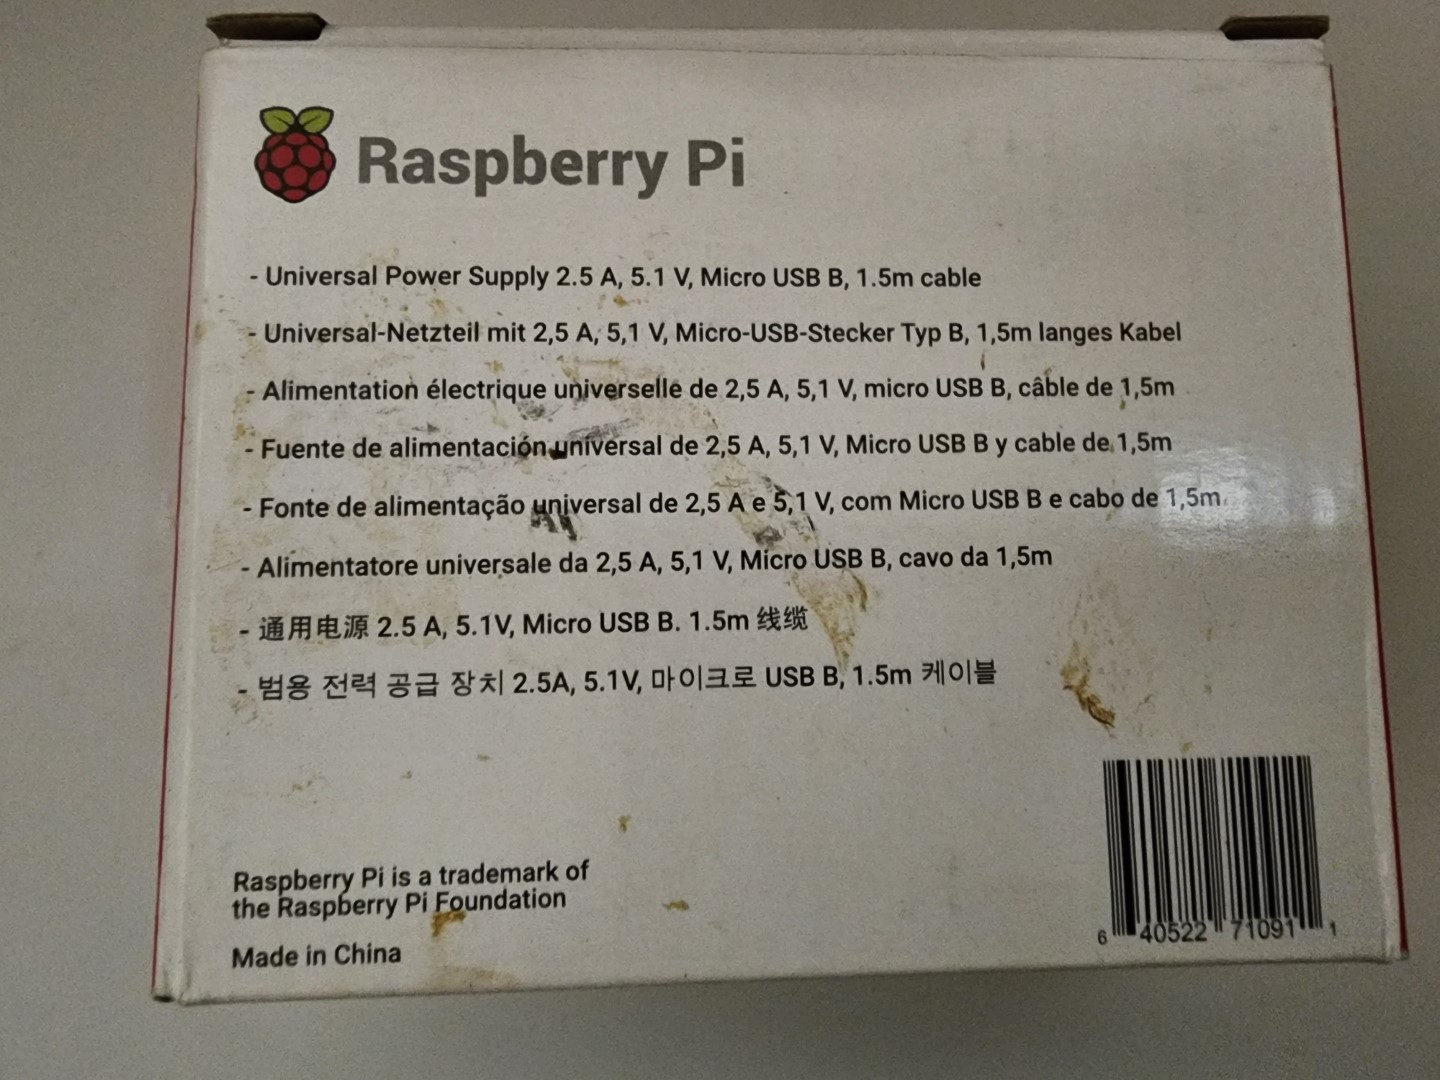 Raspberry Pi
- Universal Power Supply 2.5 A, 5.1 V, Micro USB B, 1.5m cable
- Universal-Netzteil mit 2,5 A, 5,1 V, Micro-USB-Stecker Typ B, 1,5m langes Kabel
- Alimentation électrique universelle de 2,5 A, 5,1 V, micro USB B, câble de 1,5m
- Fuente de alimentación universal de 2,5 A, 5,1 V, Micro USB B y cable de 1,5m
- Fonte de alimentação universal de 2,5 A e 5,1 V, com Micro USB B e cabo de 1,5m
- Alimentatore universale da 2,5 A, 5,1 V, Micro USB B, cavo da 1,5m
- 通用电源 2.5 A, 5.1V, Micro USB B. 1.5m 线缆
- 범용 전력 공급 장치 2.5A, 5.1V, 마이크로 USB B, 1.5m 케이블
Raspberry Pi is a trademark of
the Raspberry Pi Foundation
Made in China
6 40522 71091 1